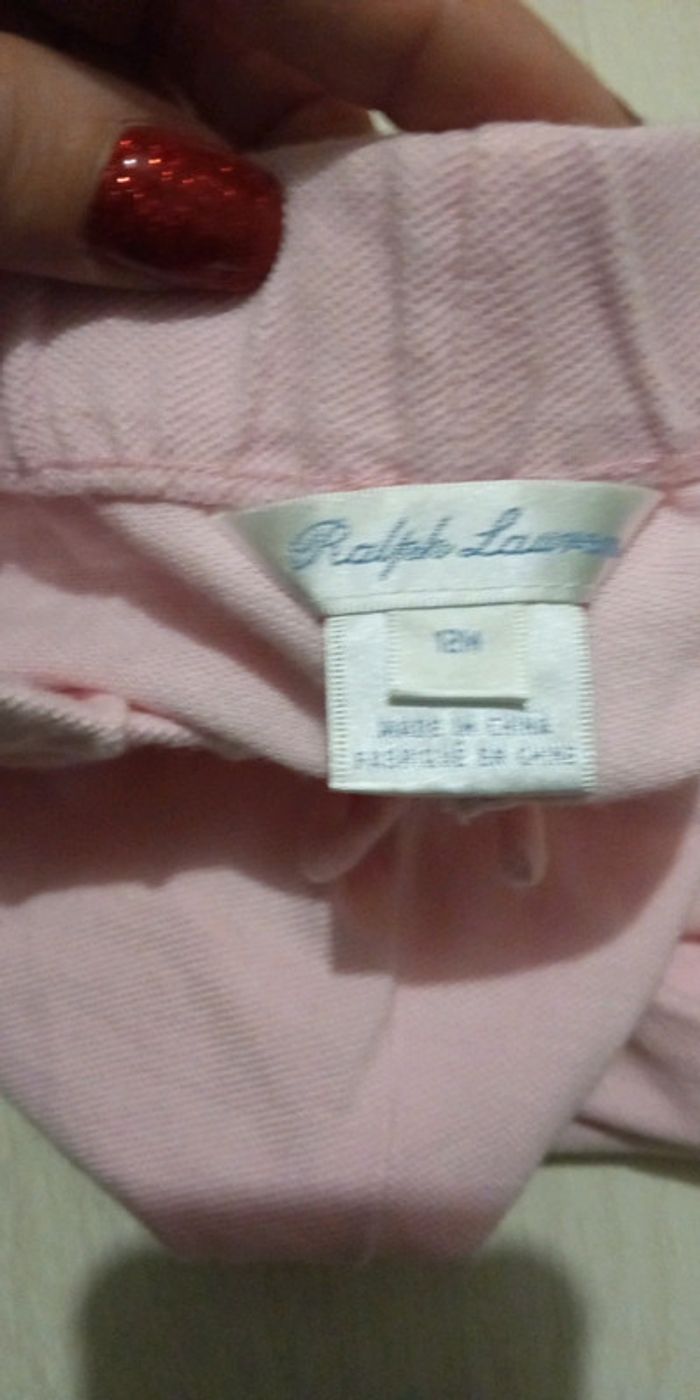 Ralph Lauren
12M
MADE IN CHINA
FABRIQUÉ EN CHINE